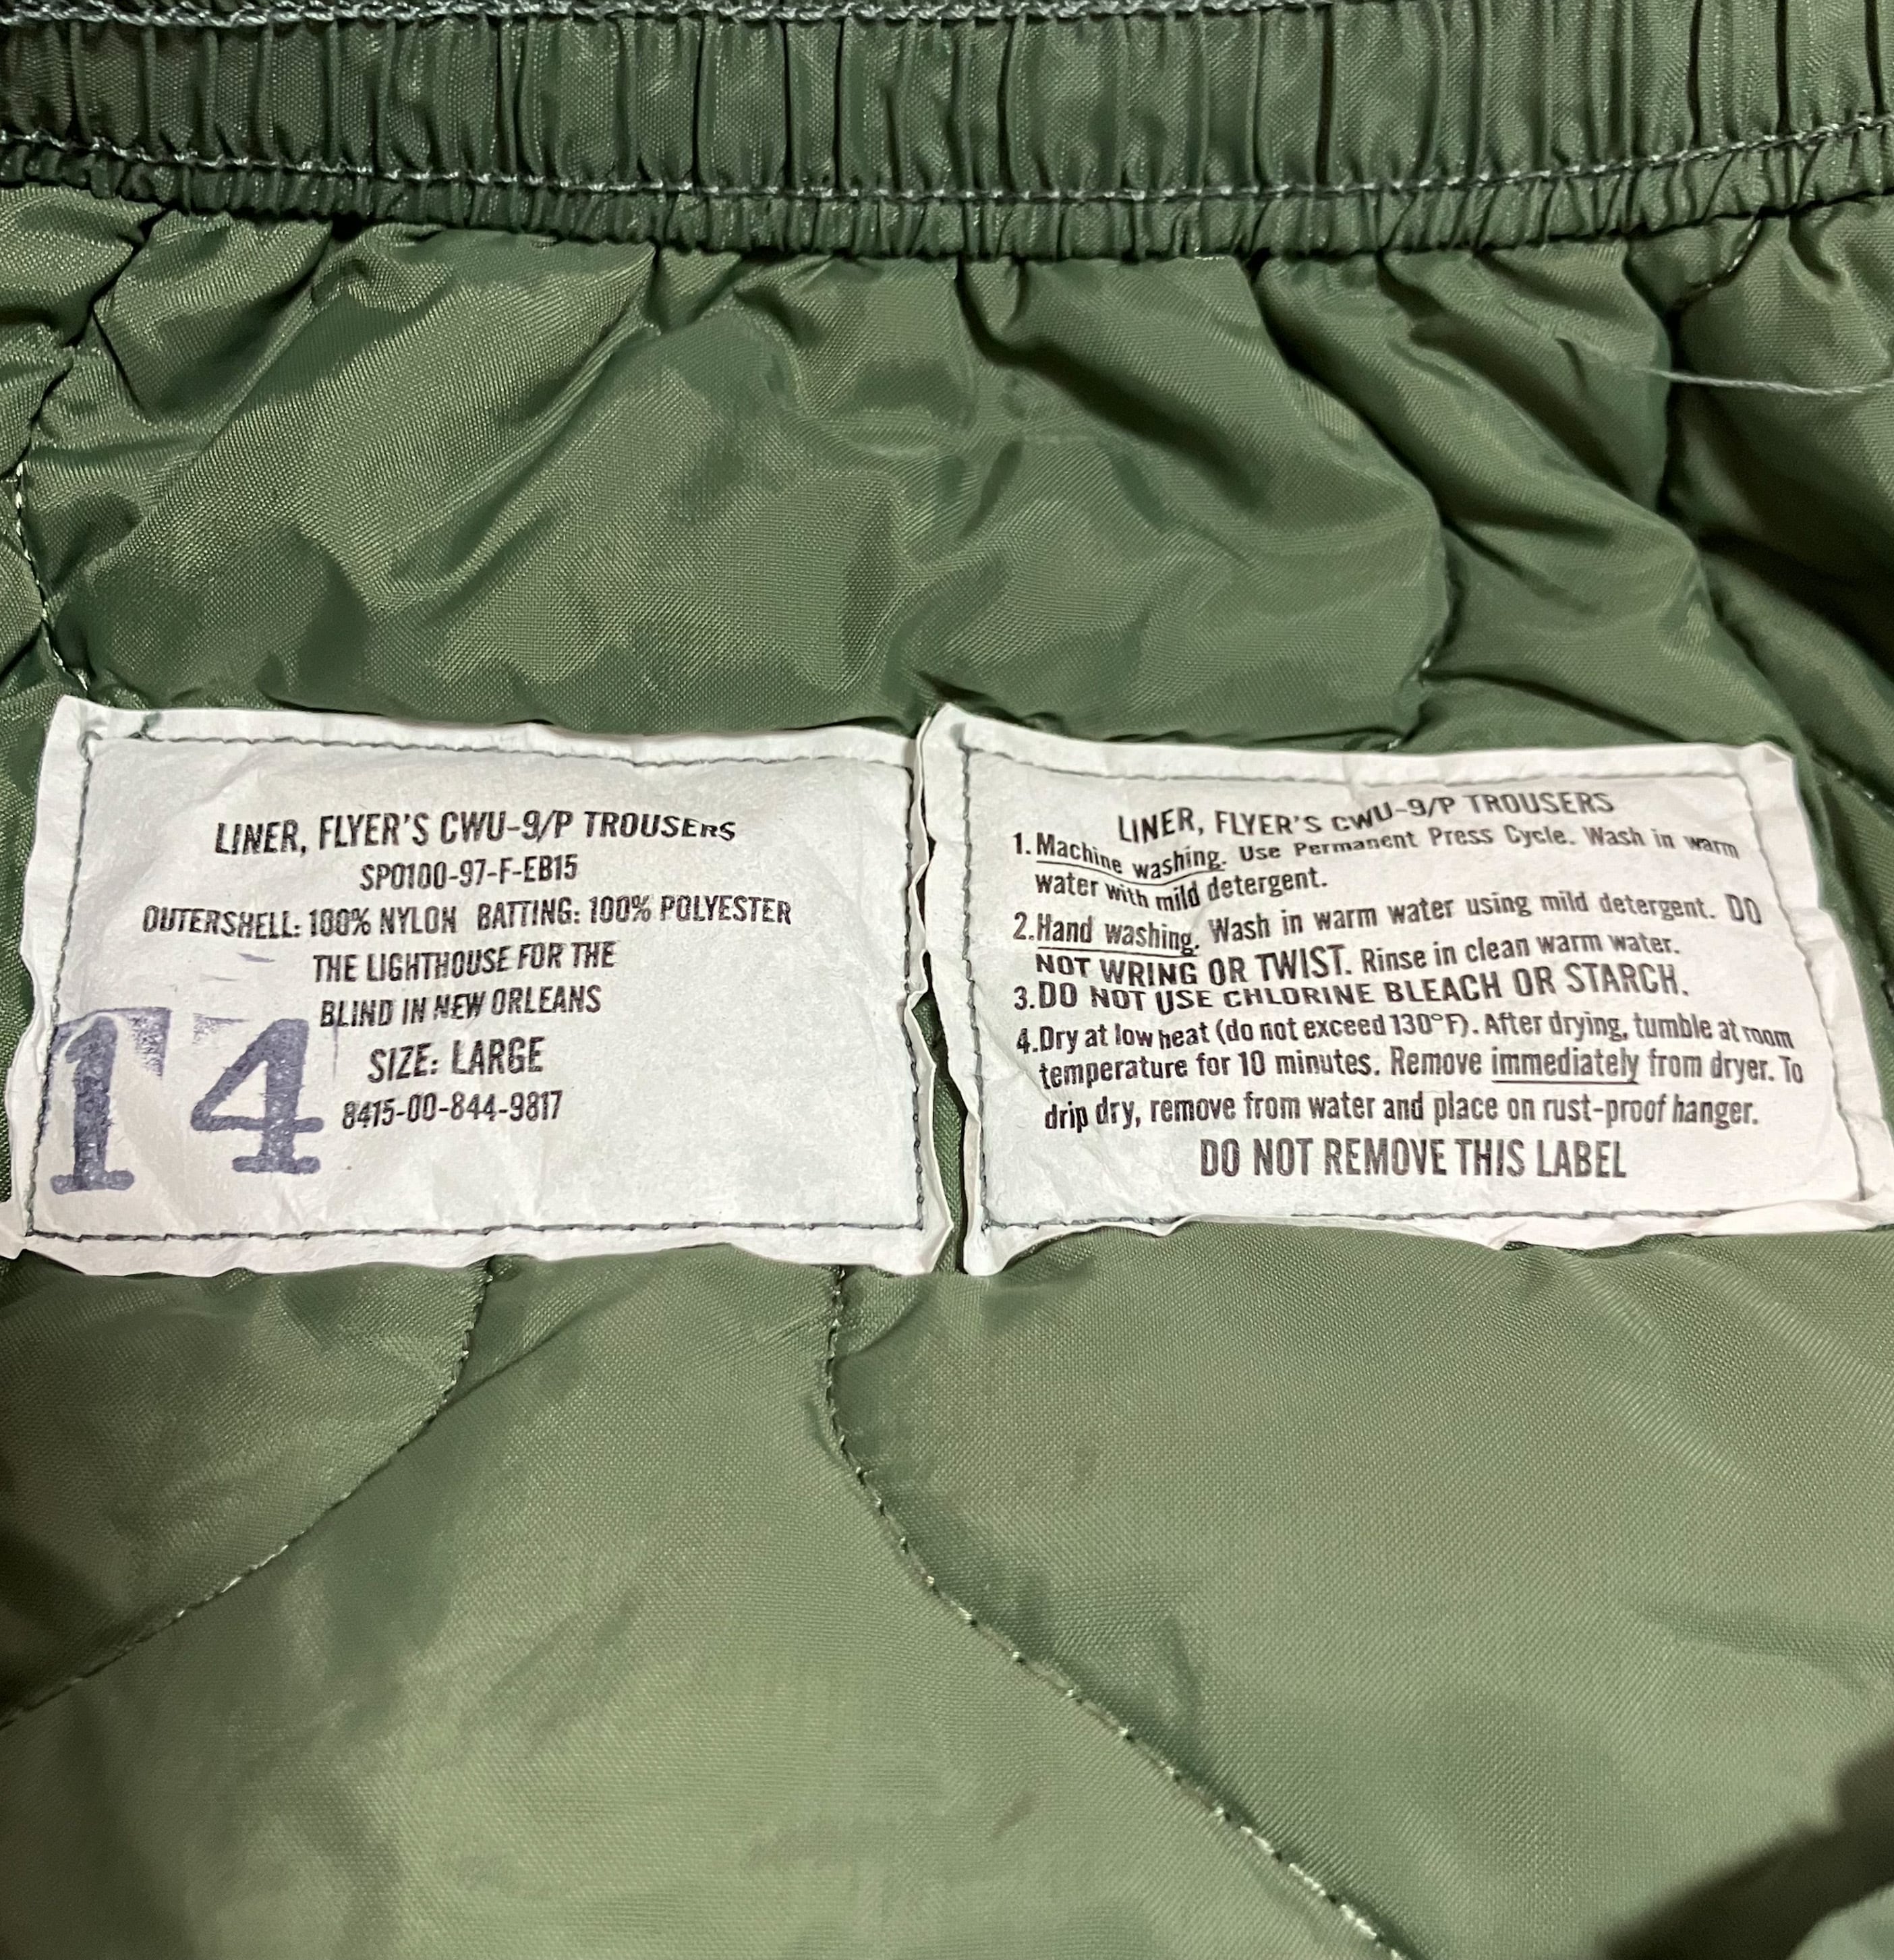 LINER, FLYER'S CWU-9/P TROUSERS
SP0100-97-F-EB15
OUTERSHELL: 100% NYLON BATTING: 100% POLYESTER
THE LIGHTHOUSE FOR THE
BLIND IN NEW ORLEANS
SIZE: LARGE
8415-00-844-9817
14
LINER, FLYER'S CWU-9/P TROUSERS
1. Machine washing. Use Permanent Press Cycle. Wash in warm
water with mild detergent.
2. Hand washing. Wash in warm water using mild detergent. DO
NOT WRING OR TWIST. Rinse in clean warm water.
3. DO NOT USE CHLORINE BLEACH OR STARCH.
4. Dry at low heat (do not exceed 130°F). After drying, tumble at room
temperature for 10 minutes. Remove immediately from dryer. To
drip dry, remove from water and place on rust-proof hanger.
DO NOT REMOVE THIS LABEL